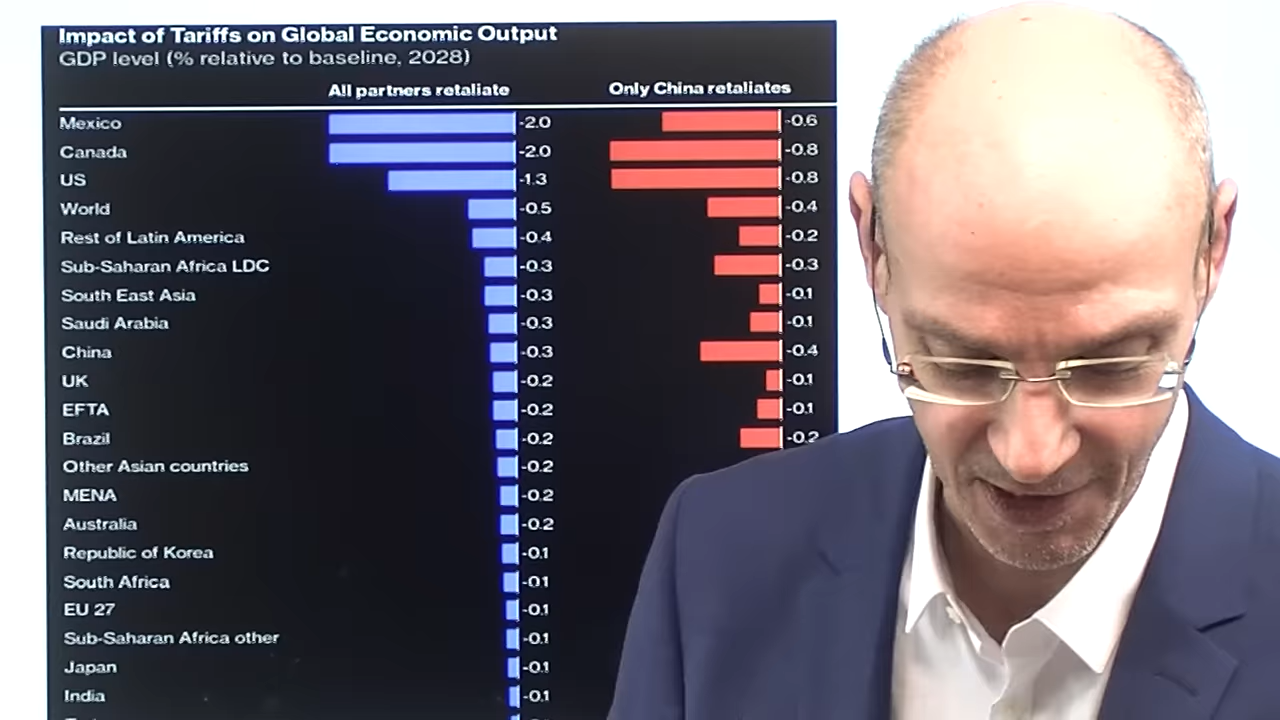 Impact of Tariffs on Global Economic Output
GDP level (% relative to baseline, 2028)
All partners retaliate Only China retaliates
Mexico -2.0 -0.6
Canada -2.0 -0.8
US -1.3 -0.8
World -0.5 -0.4
Rest of Latin America -0.4 -0.2
Sub-Saharan Africa LDC -0.3 -0.3
South East Asia -0.3 -0.1
Saudi Arabia -0.3 -0.1
China -0.3 -0.4
UK -0.2 -0.1
EFTA -0.2 -0.1
Brazil -0.2 -0.2
Other Asian countries -0.2
MENA -0.2
Australia -0.2
Republic of Korea -0.1
South Africa -0.1
EU 27 -0.1
Sub-Saharan Africa other -0.1
Japan -0.1
India -0.1